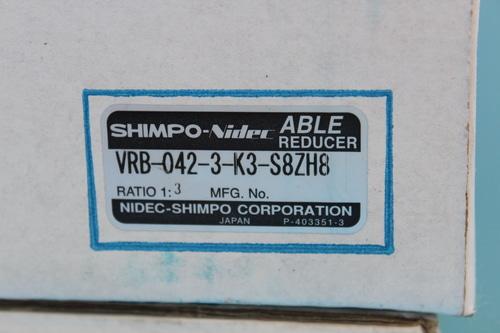 SHIMPO-Nidec ABLE
REDUCER
VRB-042-3-K3-S8ZH8
RATIO 1:3 MFG. No.
NIDEC-SHIMPO CORPORATION
JAPAN P-403351-3